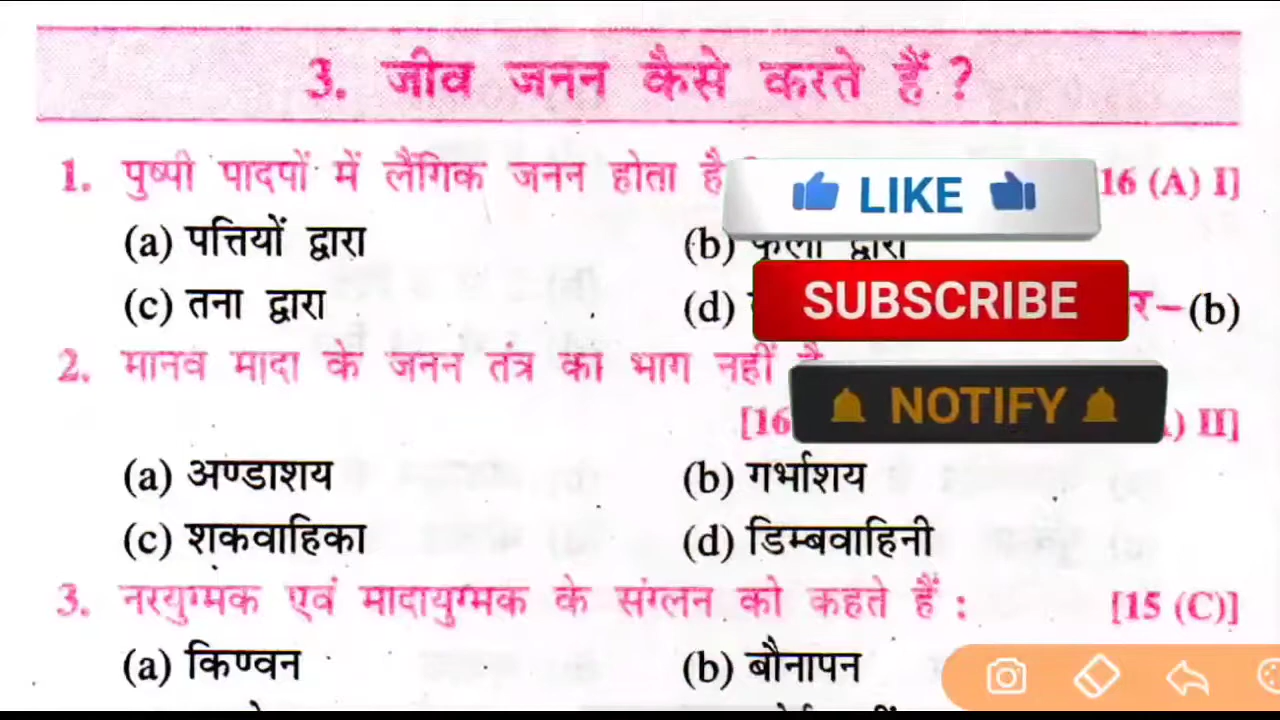 3. जीव जनन कैसे करते हैं ?
1. पुष्पी पादपों में लैंगिक जनन होता है 16 (A) I]
LIKE
(a) पत्तियों द्वारा (b) द्वारा
SUBSCRIBE
(c) तना द्वारा (d) (b)
2. मानव मादा के जनन तंत्र का भाग नहीं
NOTIFY
[16 II]
(a) अण्डाशय (b) गर्भाशय
(c) शुक्रवाहिका (d) डिम्बवाहिनी
3. नरयुग्मक एवं मादायुग्मक के संग्लन को कहते हैं : [15 (C)]
(a) किण्वन (b) बौनापन